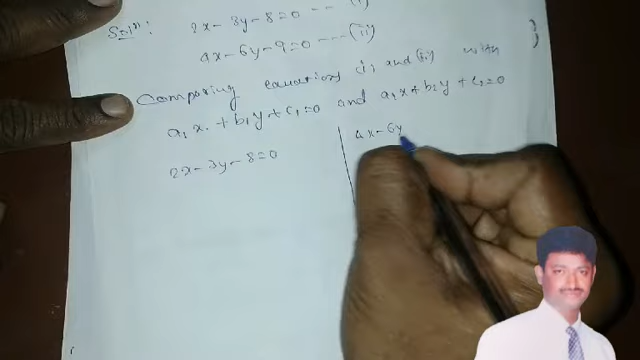 Solⁿ: 2x - 3y - 8 = 0 --- (i)
4x - 6y - 9 = 0 --- (ii)
Comparing equations (i) and (ii) with
a₁x + b₁y + c₁ = 0 and a₂x + b₂y + c₂ = 0
2x - 3y - 8 = 0
4x - 6y